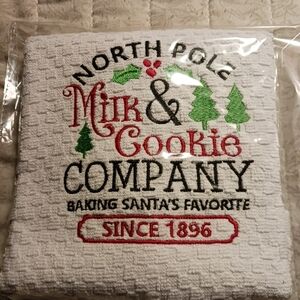 NORTH POLE
Milk &
Cookie
COMPANY
BAKING SANTA'S FAVORITE
SINCE 1896